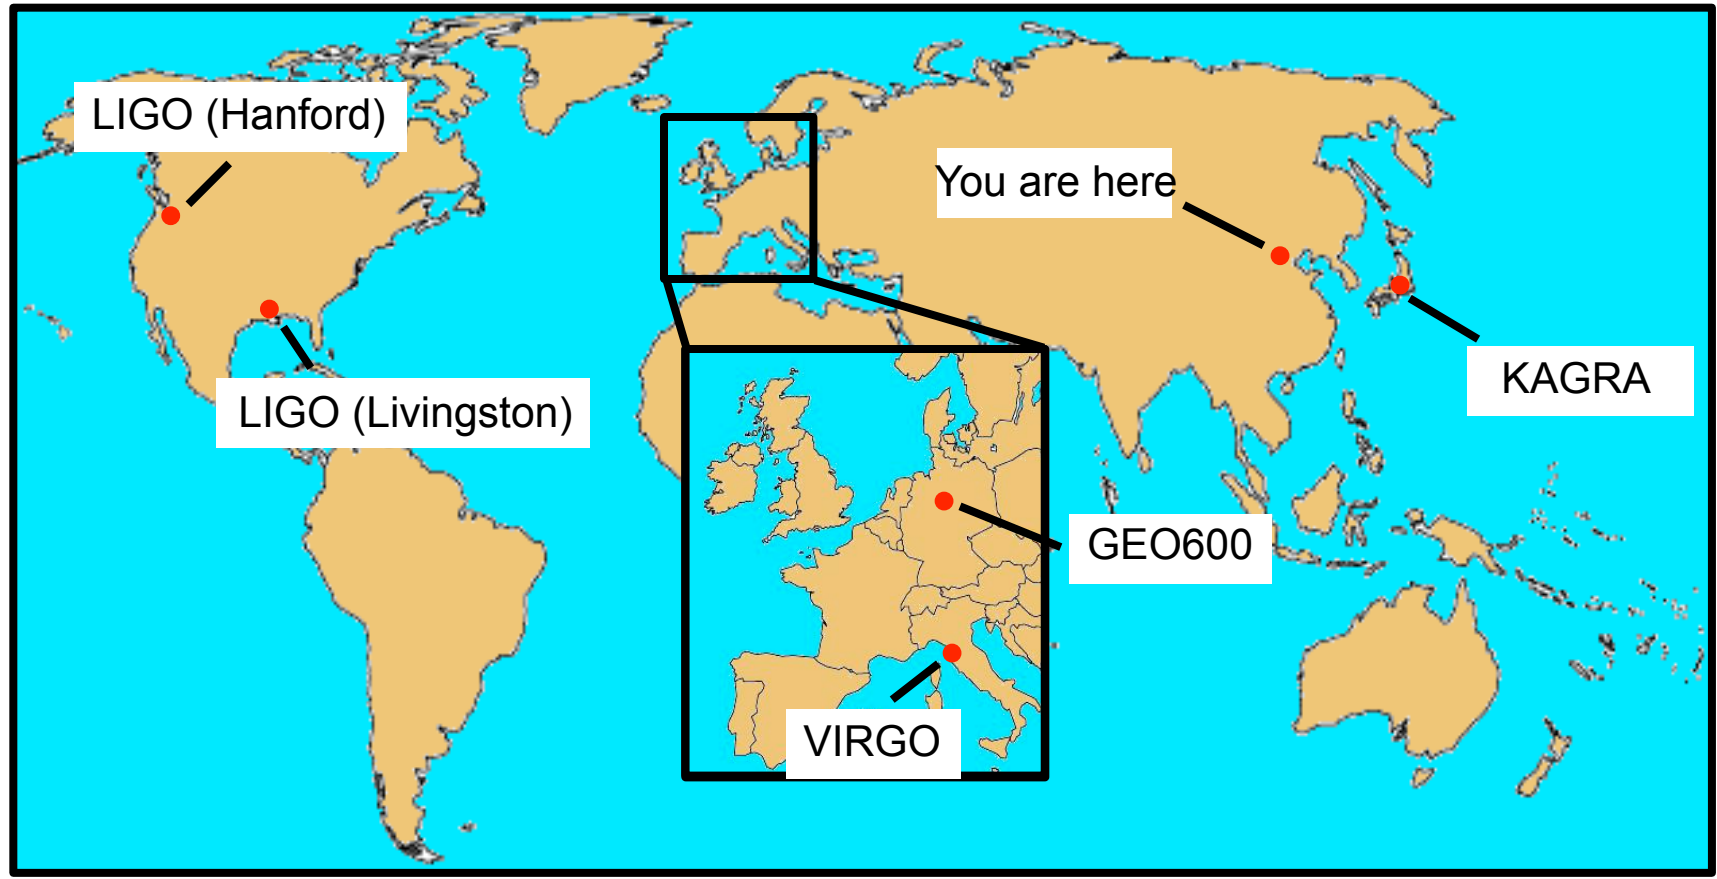 LIGO (Hanford)
You are here
KAGRA
LIGO (Livingston)
GEO600
VIRGO